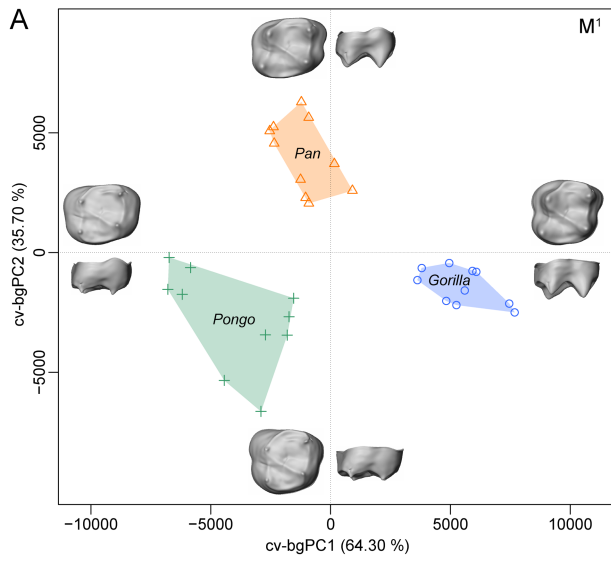 A
M¹
5000
Pan
0
cv-bgPC2 (35.70 %)
Gorilla
Pongo
−5000
−10000 −5000 0 5000 10000
cv-bgPC1 (64.30 %)